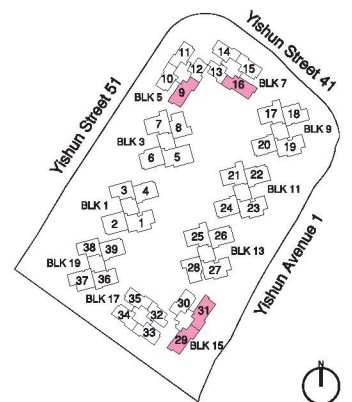 Yishun Street 41
Yishun Street 51
11
12
10
9
BLK 5
14
15
13
16
BLK 7
7
8
BLK 3
6
5
17
18
BLK 9
20
19
3
4
BLK 1
2
1
21
22
BLK 11
24
23
38
39
BLK 19
37
36
25
26
BLK 13
28
27
Yishun Avenue 1
BLK 17
35
34
32
33
30
31
29
BLK 15
N